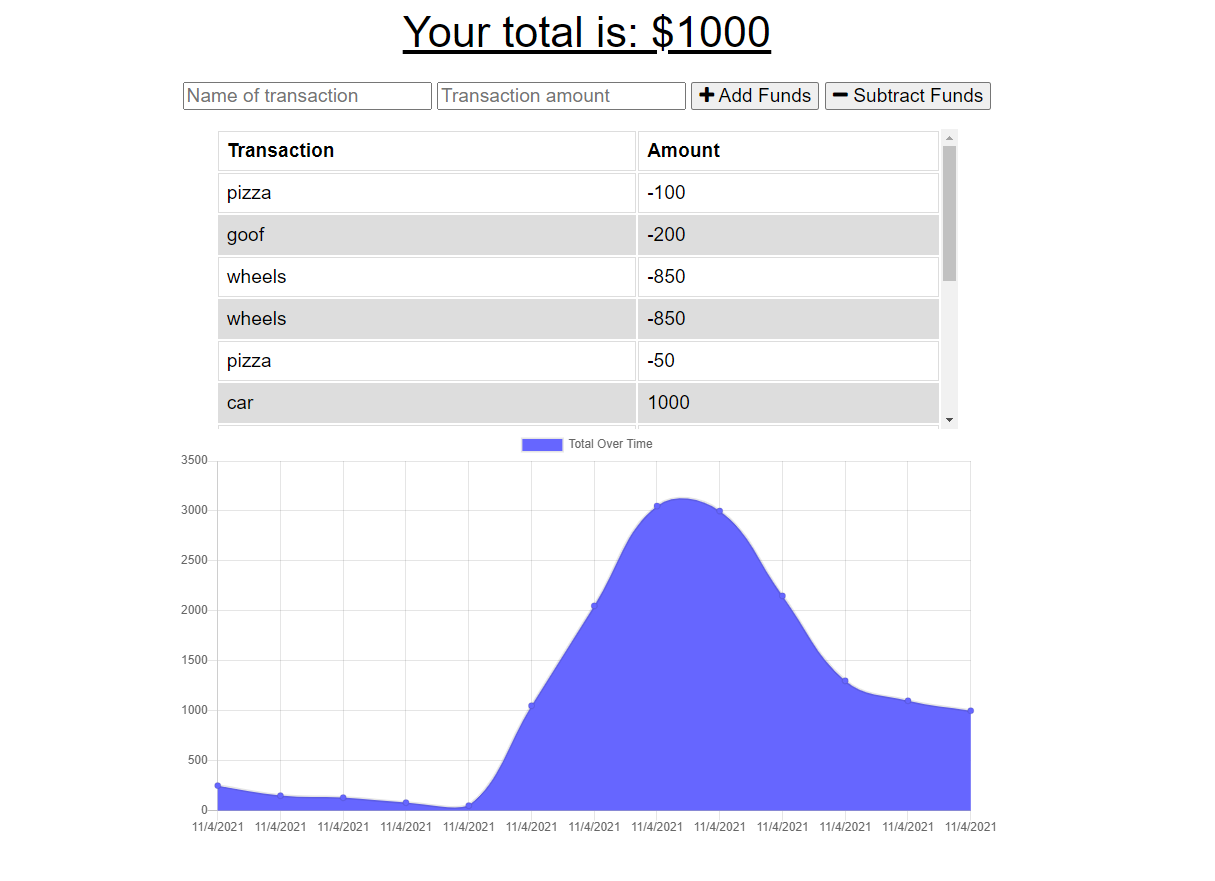 Your total is: $1000
Name of transaction Transaction amount Add Funds Subtract Funds
Transaction Amount
pizza -100
goof -200
wheels -850
wheels -850
pizza -50
car 1000
Total Over Time
3500
3000
2500
2000
1500
1000
500
0
11/4/2021 11/4/2021 11/4/2021 11/4/2021 11/4/2021 11/4/2021 11/4/2021 11/4/2021 11/4/2021 11/4/2021 11/4/2021 11/4/2021 11/4/2021